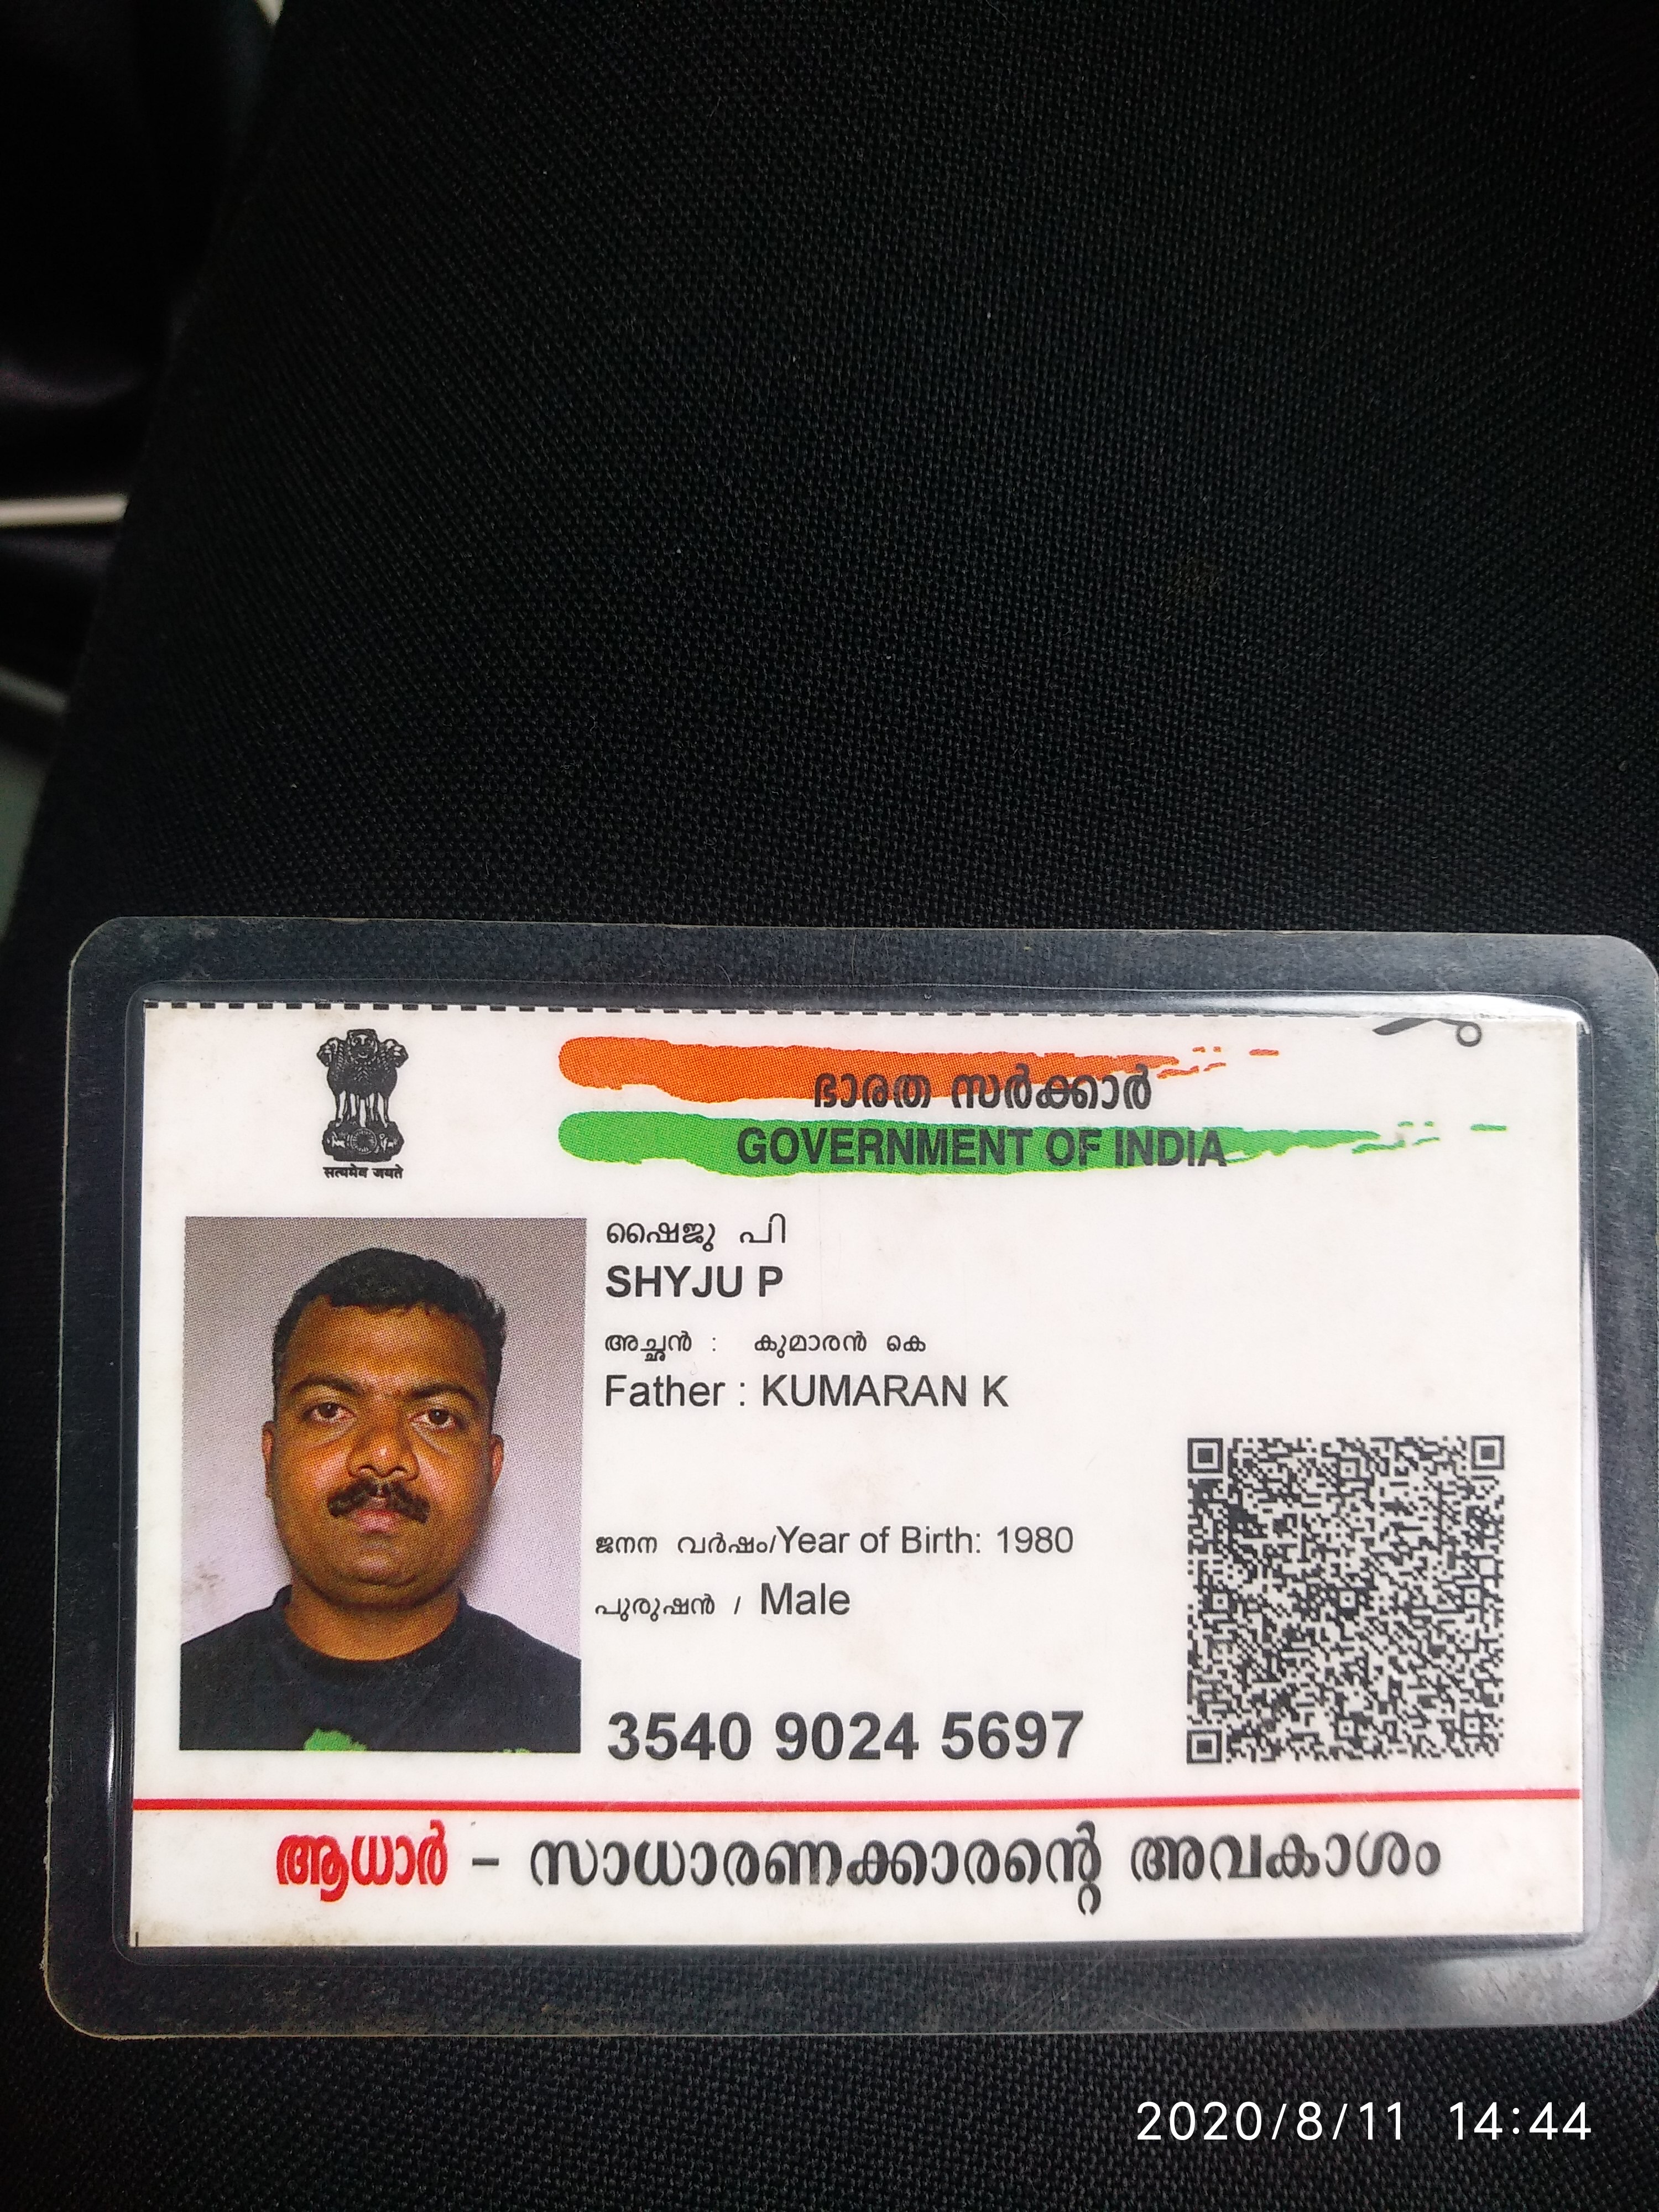 सत्यमेव जयते
ഭാരത സർക്കാർ
GOVERNMENT OF INDIA
ഷൈജു പി
SHYJU P
അച്ഛൻ : കുമാരൻ കെ
Father : KUMARAN K
ജനന വർഷം/Year of Birth: 1980
പുരുഷൻ / Male
3540 9024 5697
ആധാർ – സാധാരണക്കാരന്റെ അവകാശം
2020/8/11 14:44